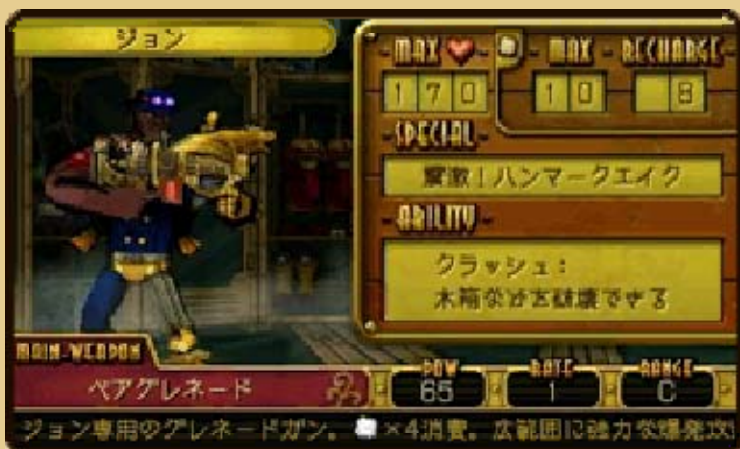 ジョン
MAX MAX RECHARGE
170 10 8
SPECIAL
撃！ハンマークエイク
ABILITY
クラッシュ：
木箱などを破壊できる
MAIN-WEAPON
POW RATE RANGE
ベアグレネード 65 1 C
ジョン専用のグレネードガン。 ×4消費。広範囲に強力な爆発攻